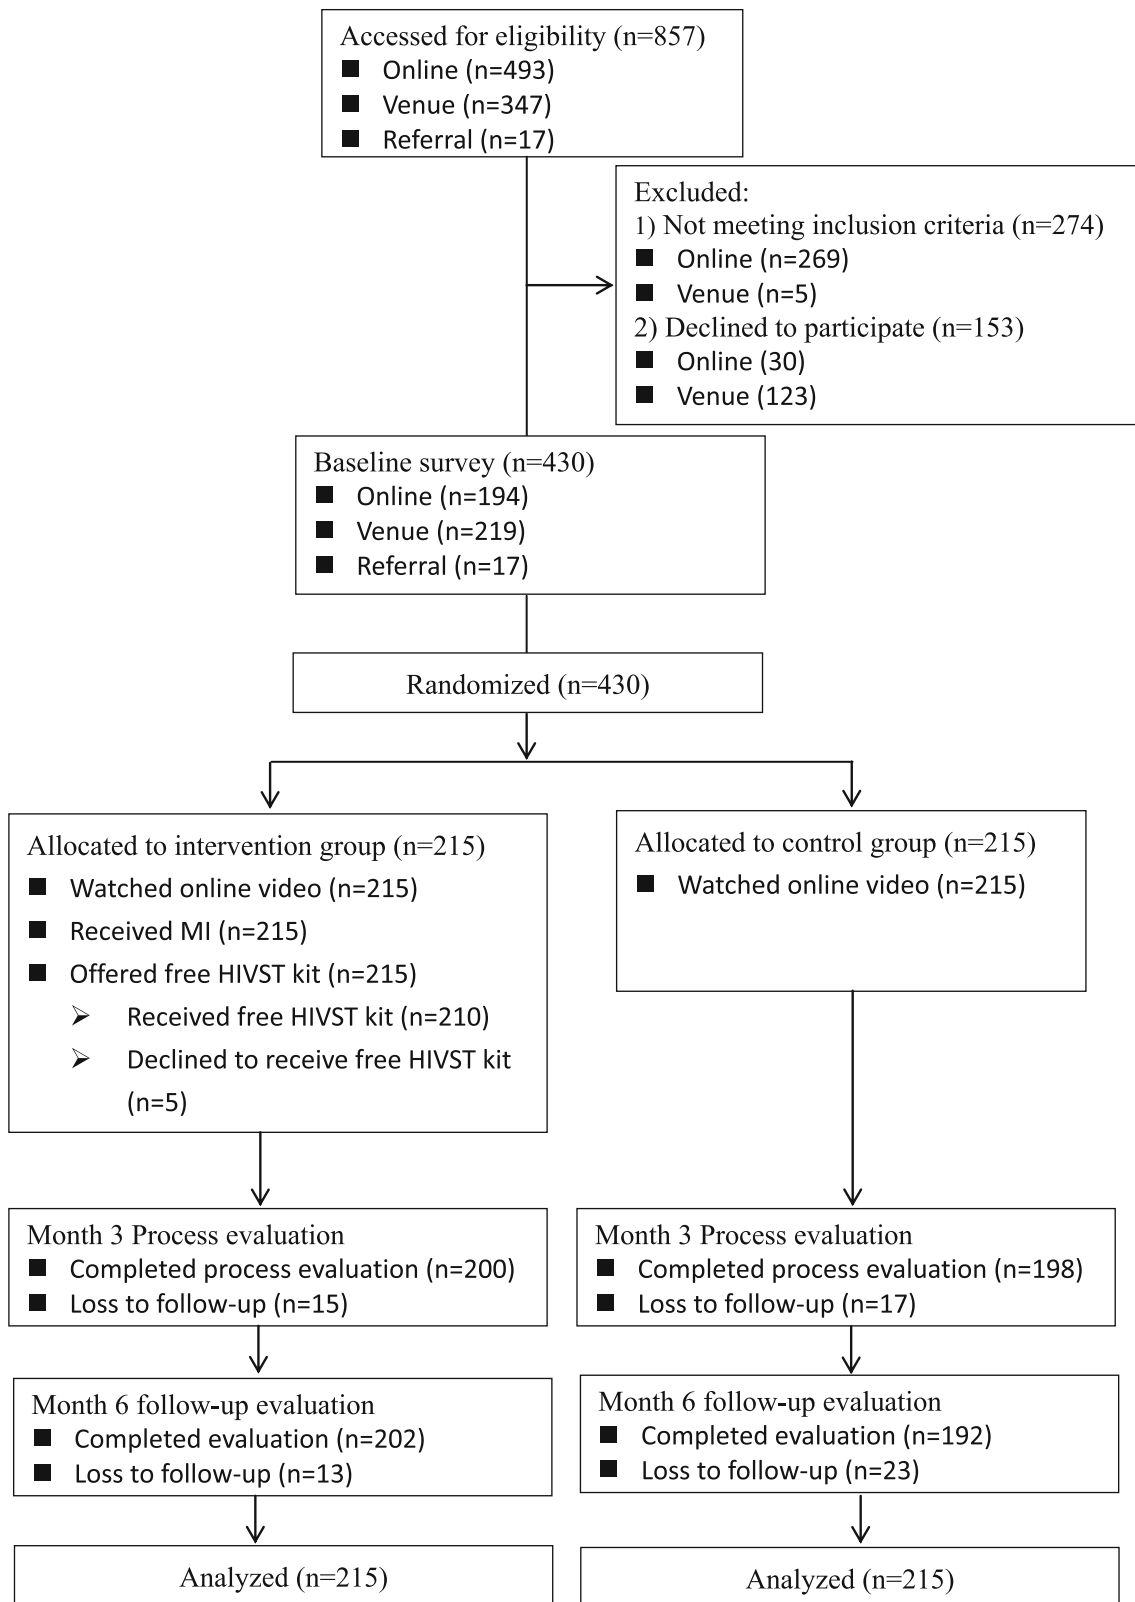 Accessed for eligibility (n=857)
■ Online (n=493)
■ Venue (n=347)
■ Referral (n=17)
Excluded:
1) Not meeting inclusion criteria (n=274)
■ Online (n=269)
■ Venue (n=5)
2) Declined to participate (n=153)
■ Online (30)
■ Venue (123)
Baseline survey (n=430)
■ Online (n=194)
■ Venue (n=219)
■ Referral (n=17)
Randomized (n=430)
Allocated to intervention group (n=215)
■ Watched online video (n=215)
■ Received MI (n=215)
■ Offered free HIVST kit (n=215)
➢ Received free HIVST kit (n=210)
➢ Declined to receive free HIVST kit
(n=5)
Allocated to control group (n=215)
■ Watched online video (n=215)
Month 3 Process evaluation
■ Completed process evaluation (n=200)
■ Loss to follow-up (n=15)
Month 3 Process evaluation
■ Completed process evaluation (n=198)
■ Loss to follow-up (n=17)
Month 6 follow-up evaluation
■ Completed evaluation (n=202)
■ Loss to follow-up (n=13)
Month 6 follow-up evaluation
■ Completed evaluation (n=192)
■ Loss to follow-up (n=23)
Analyzed (n=215)
Analyzed (n=215)